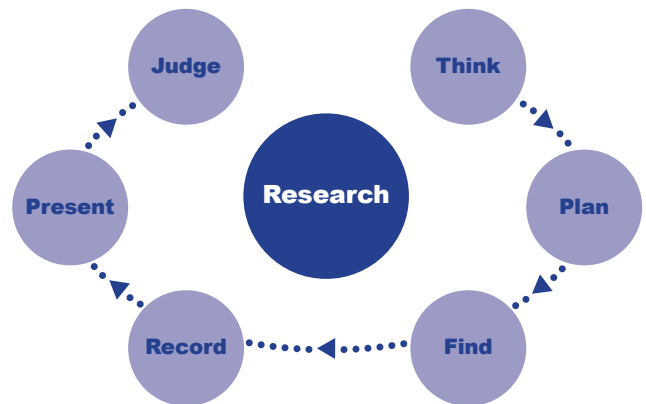 Judge
Think
Research
Present
Plan
Record
Find